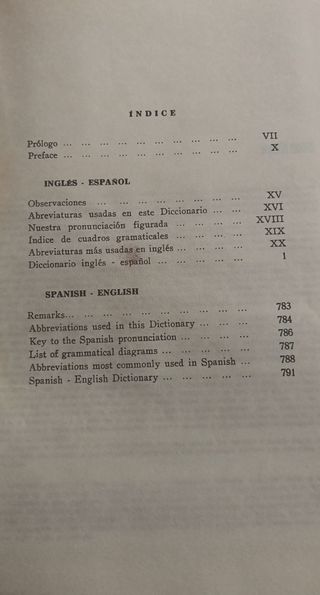 ÍNDICE
Prólogo ... ... ... ... ... ... ... ... ... ... ... VII
Preface ... ... ... ... ... ... ... ... ... ... ... X
INGLÉS - ESPAÑOL
Observaciones ... ... ... ... ... ... ... ... ... XV
Abreviaturas usadas en este Diccionario ... ... XVI
Nuestra pronunciación figurada ... ... ... ... XVIII
Índice de cuadros gramaticales ... ... ... ... XIX
Abreviaturas más usadas en inglés ... ... ... ... XX
Diccionario inglés - español ... ... ... ... ... 1
SPANISH - ENGLISH
Remarks... ... ... ... ... ... ... ... ... ... ... 783
Abbreviations used in this Dictionary ... ... ... 784
Key to the Spanish pronunciation ... ... ... ... 786
List of grammatical diagrams ... ... ... ... ... 787
Abbreviations most commonly used in Spanish ... 788
Spanish - English Dictionary ... ... ... ... ... 791